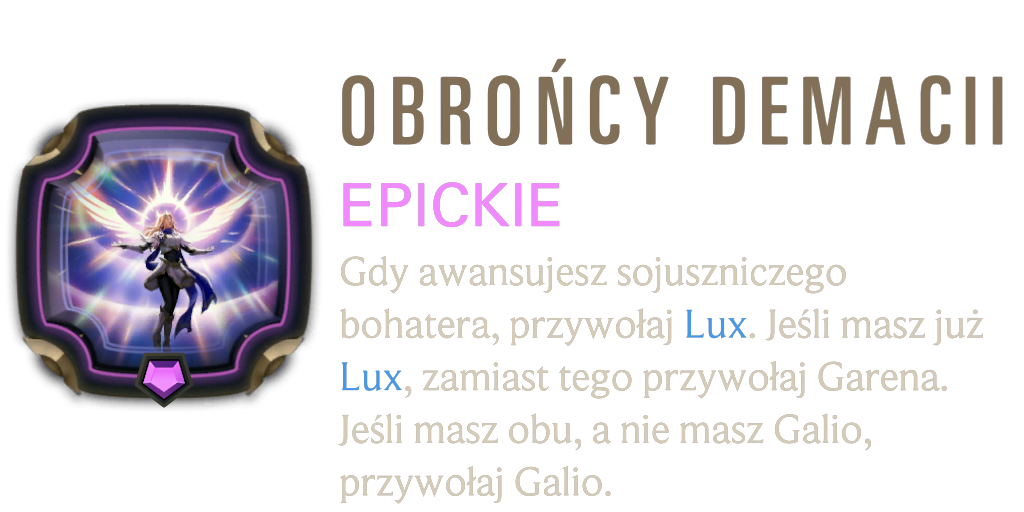 OBROŃCY DEMACII
EPICKIE
Gdy awansujesz sojuszniczego
bohatera, przywołaj Lux. Jeśli masz już
Lux, zamiast tego przywołaj Garena.
Jeśli masz obu, a nie masz Galio,
przywołaj Galio.